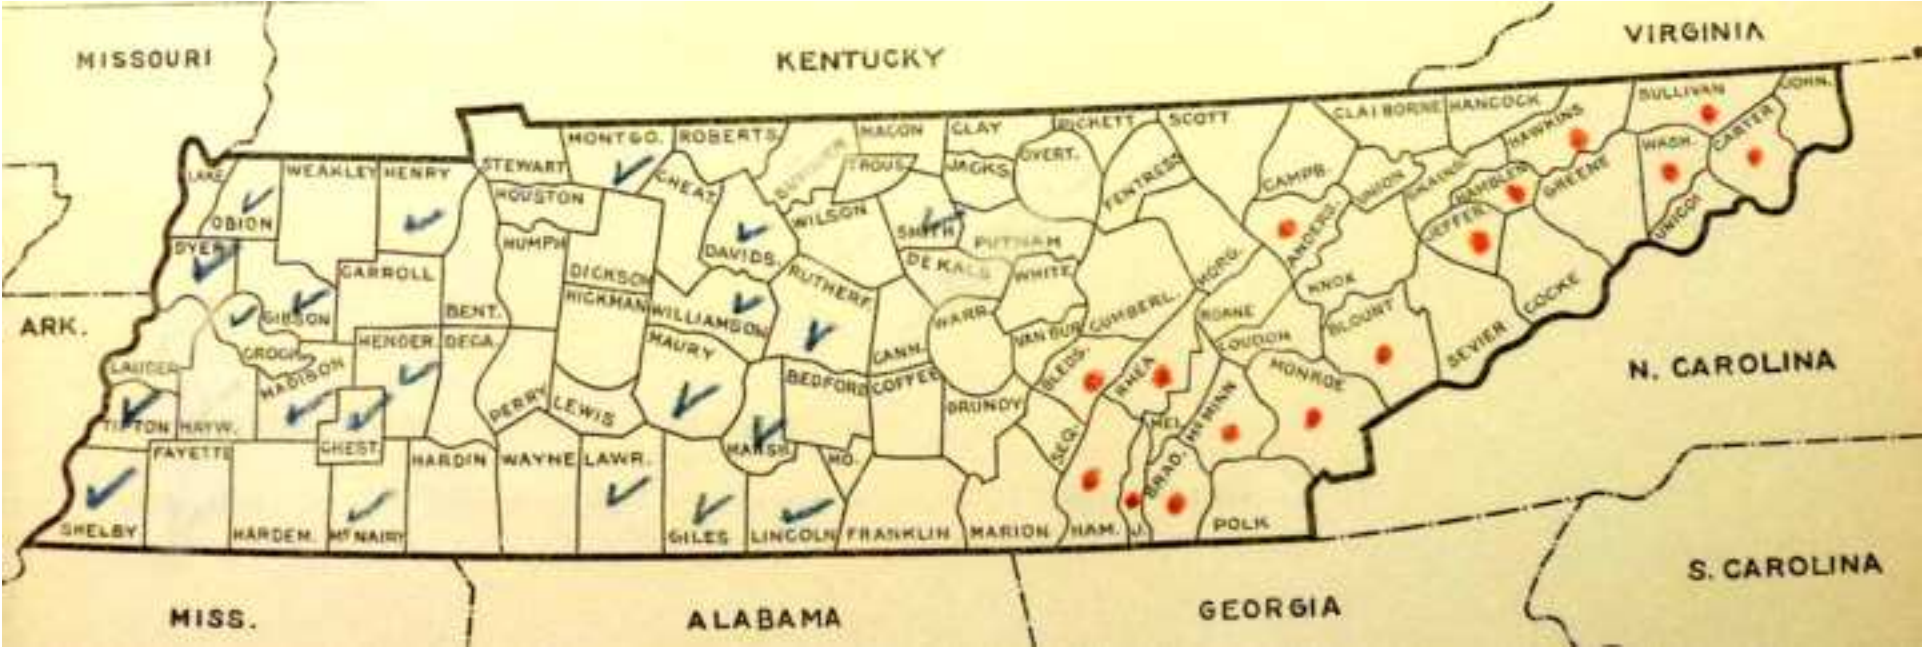 MISSOURI
KENTUCKY
VIRGINIA
ARK.
N. CAROLINA
S. CAROLINA
MISS.
ALABAMA
GEORGIA
LAKE
OBION
WEAKLEY
HENRY
STEWART
MONTGO.
ROBERTS.
SUMNER
MACON
TROUS.
CLAY
JACKS.
PICKETT
OVERT.
SCOTT
FENTRESS
CAMPB.
CLAIBORNE
HANCOCK
HAWKINS
SULLIVAN
JOHN.
CARTER
WASH.
UNICOI
GREENE
HAMBLEN
UNION
JEFFER.
COCKE
SEVIER
KNOX
ANDERS.
MORG.
ROANE
LOUDON
BLOUNT
MONROE
DYER
GIBSON
CARROLL
BENT.
HOUSTON
HUMPH
DICKSON
CHEAT.
DAVIDS.
WILSON
SMITH
PUTNAM
DE KALB
WHITE
CUMBERL.
VAN BUR.
WARR.
CANN.
RUTHERF.
WILLIAMSON
HICKMAN
LAUDER
CROCK.
MADISON
HENDER.
DECA.
PERRY
LEWIS
MAURY
BEDFORD
COFFEE
GRUNDY
BLEDS.
RHEA
MEI.
McMINN
SEQ.
TIPTON
HAYW.
CHEST.
MARSH.
MO.
SHELBY
FAYETTE
HARDEM.
McNAIRY
HARDIN
WAYNE
LAWR.
GILES
LINCOLN
FRANKLIN
MARION
HAM.
J.
BRAD.
POLK